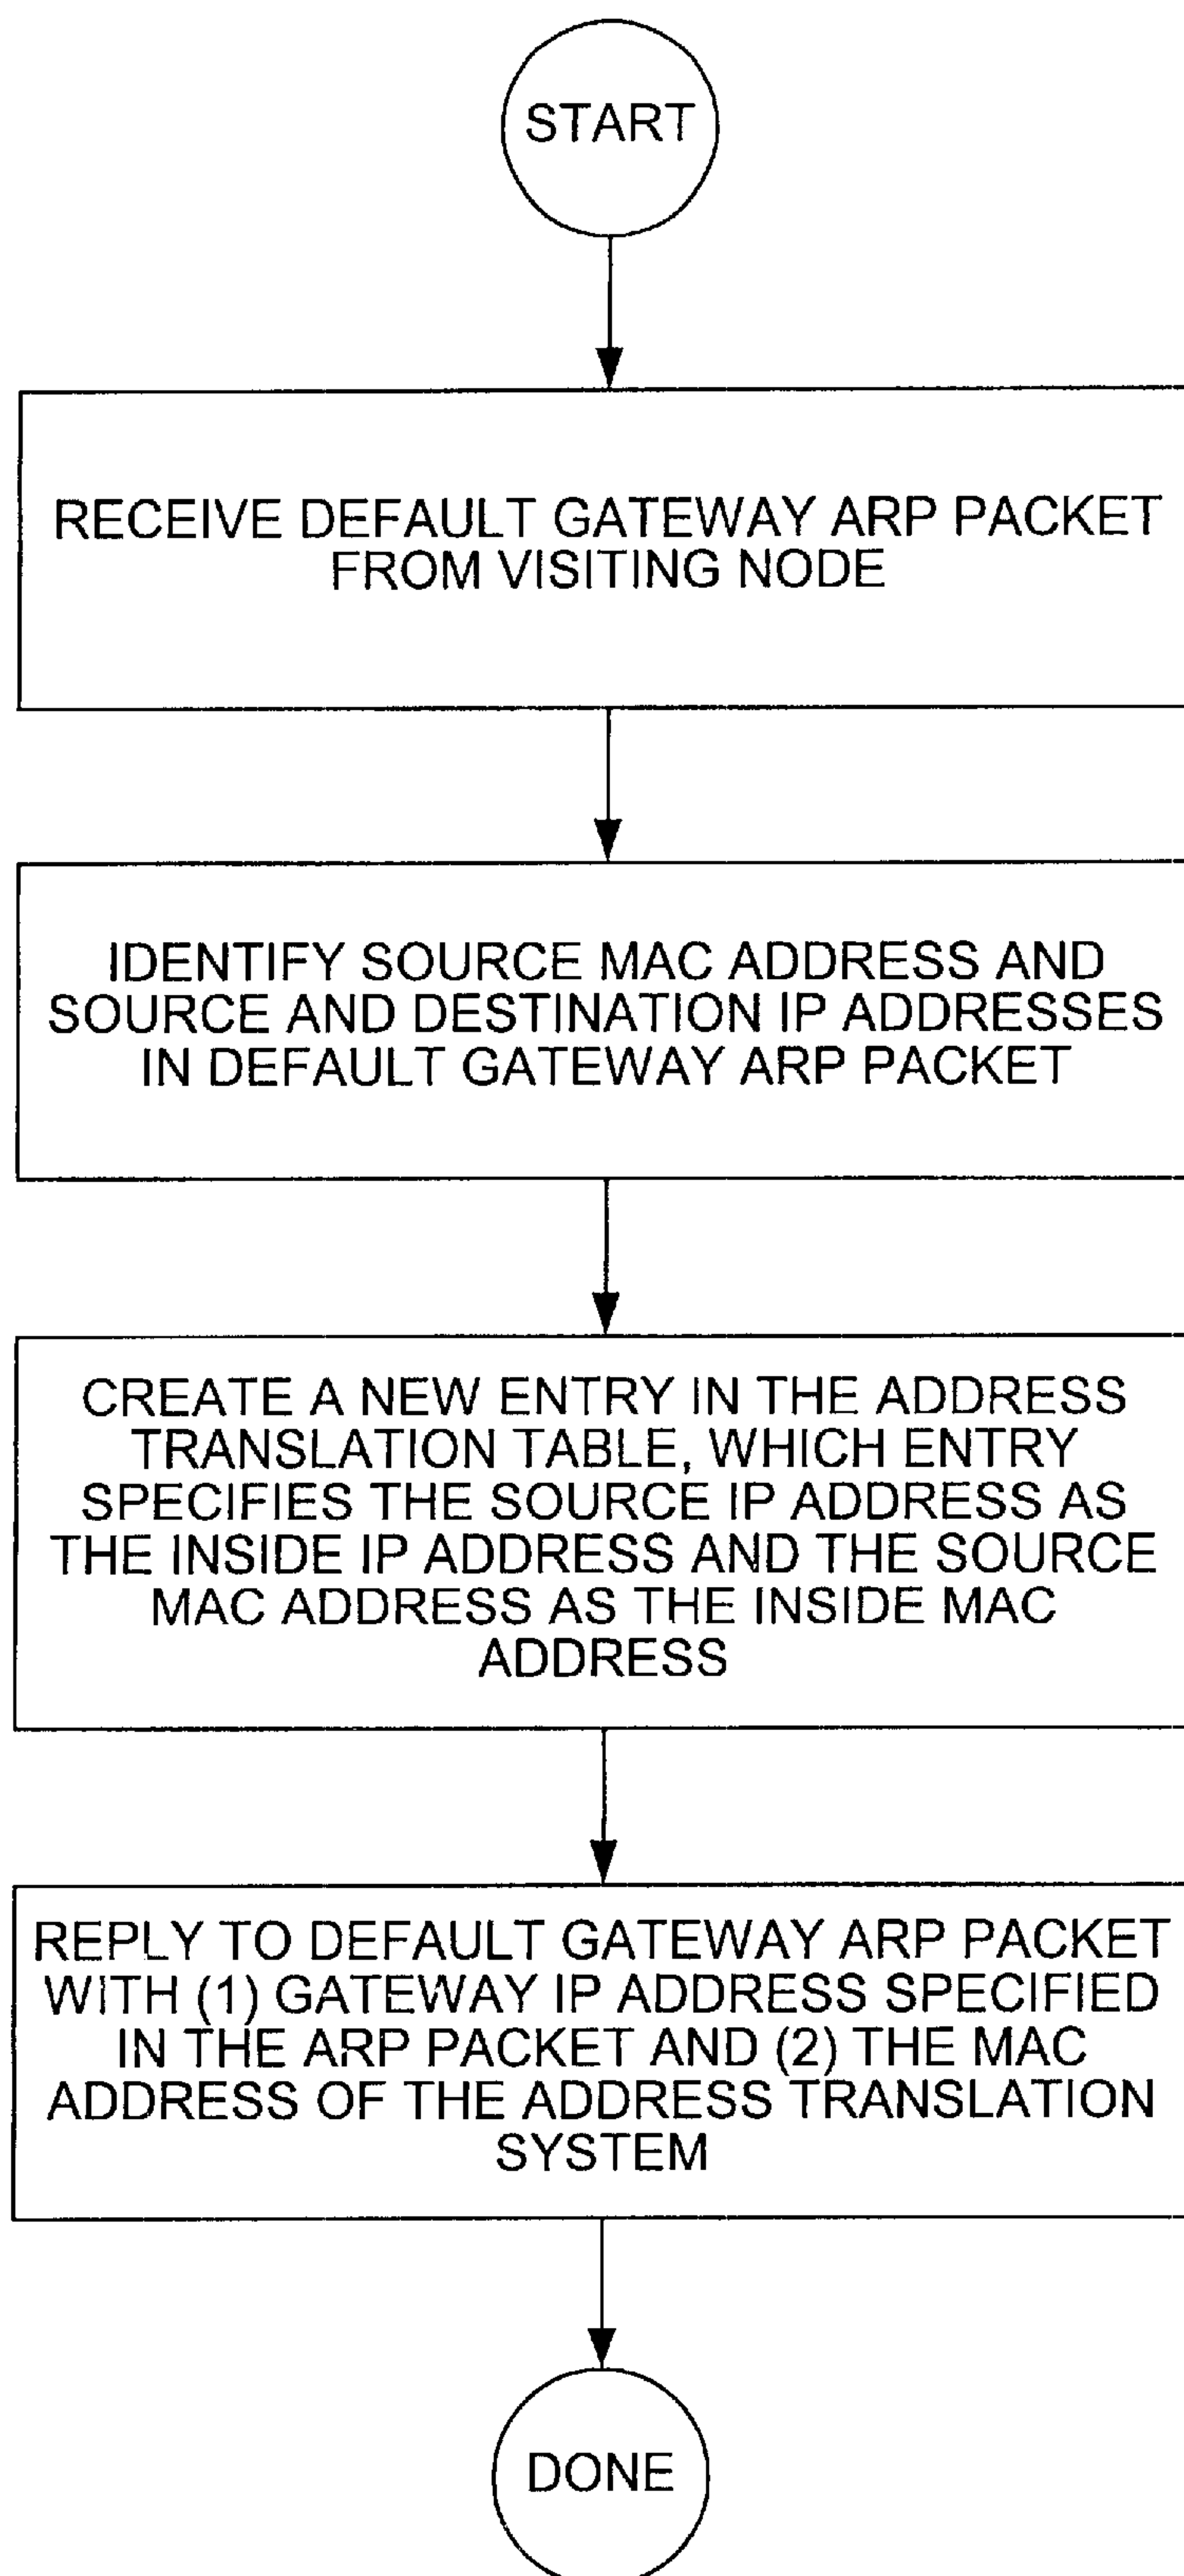 START
RECEIVE DEFAULT GATEWAY ARP PACKET
FROM VISITING NODE
IDENTIFY SOURCE MAC ADDRESS AND
SOURCE AND DESTINATION IP ADDRESSES
IN DEFAULT GATEWAY ARP PACKET
CREATE A NEW ENTRY IN THE ADDRESS
TRANSLATION TABLE, WHICH ENTRY
SPECIFIES THE SOURCE IP ADDRESS AS
THE INSIDE IP ADDRESS AND THE SOURCE
MAC ADDRESS AS THE INSIDE MAC
ADDRESS
REPLY TO DEFAULT GATEWAY ARP PACKET
WITH (1) GATEWAY IP ADDRESS SPECIFIED
IN THE ARP PACKET AND (2) THE MAC
ADDRESS OF THE ADDRESS TRANSLATION
SYSTEM
DONE